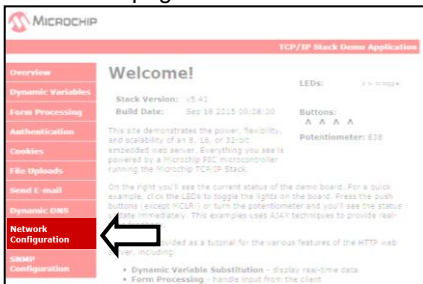 MICROCHIP
TCP/IP Stack Demo Application
Overview
Dynamic Variables
Form Processing
Authentication
Cookies
File Uploads
Send E-mail
Dynamic DNS
Network
Configuration
SNMP
Configuration
Welcome!
Stack Version: v5.41
Build Date: Sep 16 2015
This site demonstrates the power, flexibility,
and scalability of an 8, 16, or 32-bit
embedded web server. Everything you see is
powered by a Microchip PIC microcontroller
running the Microchip TCP/IP Stack.
LEDs:
Buttons:
Λ Λ Λ Λ
Potentiometer: 638
On the right you'll see the current status of the demo board. For a quick
example, click the LEDs to toggle the lights on the board. Press the push
buttons (except MCLR!) or turn the potentiometer and you'll see the status
update immediately. This examples uses AJAX techniques to provide real-
provided as a tutorial for the various features of the HTTP web
server, including:
• Dynamic Variable Substitution - display real-time data
• Form Processing - handle input from the client